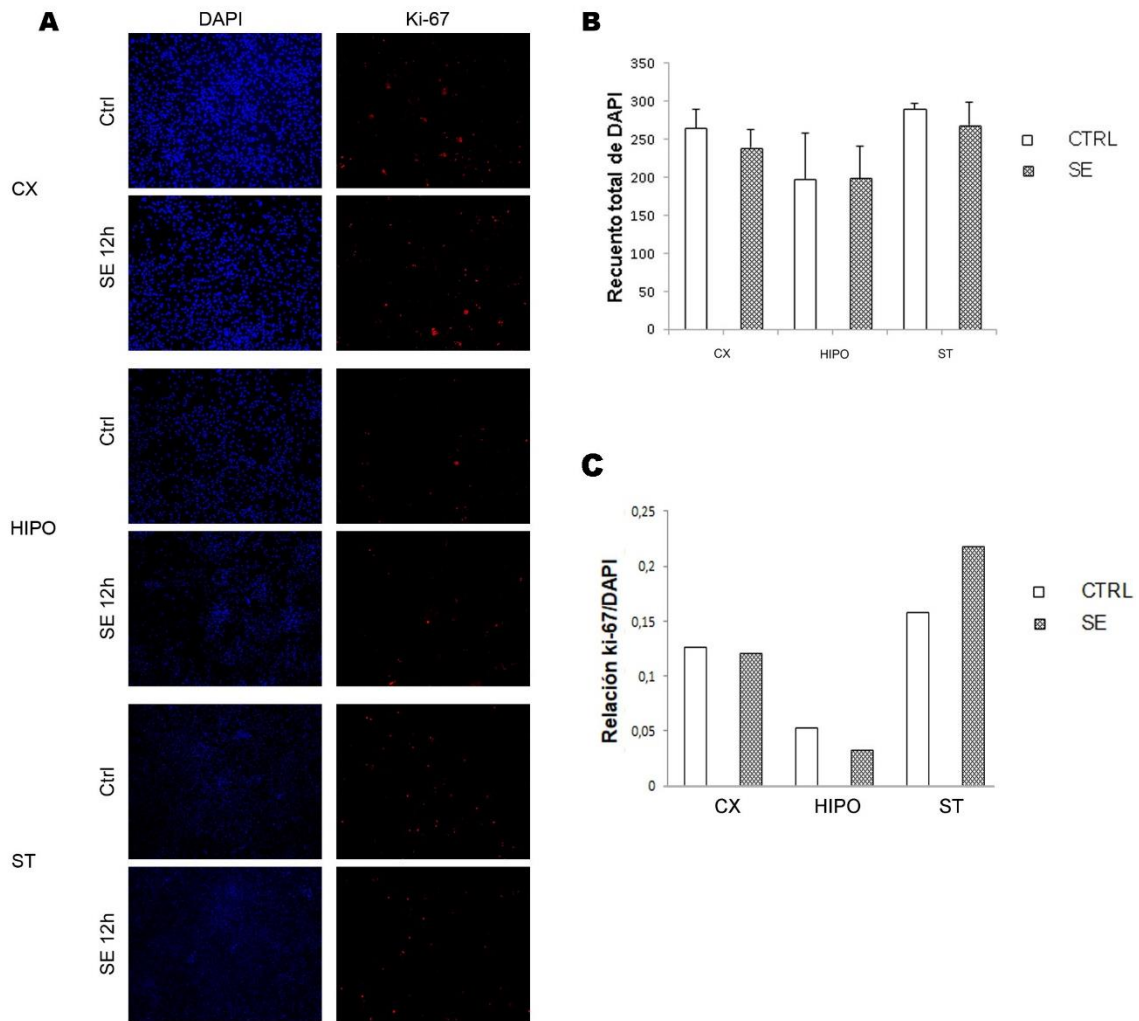 A
DAPI
Ki-67
CX
Ctrl
SE 12h
HIPO
Ctrl
SE 12h
ST
Ctrl
SE 12h
B
Recuento total de DAPI
350
300
250
200
150
100
50
0
CX
HIPO
ST
CTRL
SE
C
Relación ki-67/DAPI
0,25
0,2
0,15
0,1
0,05
0
CX
HIPO
ST
CTRL
SE